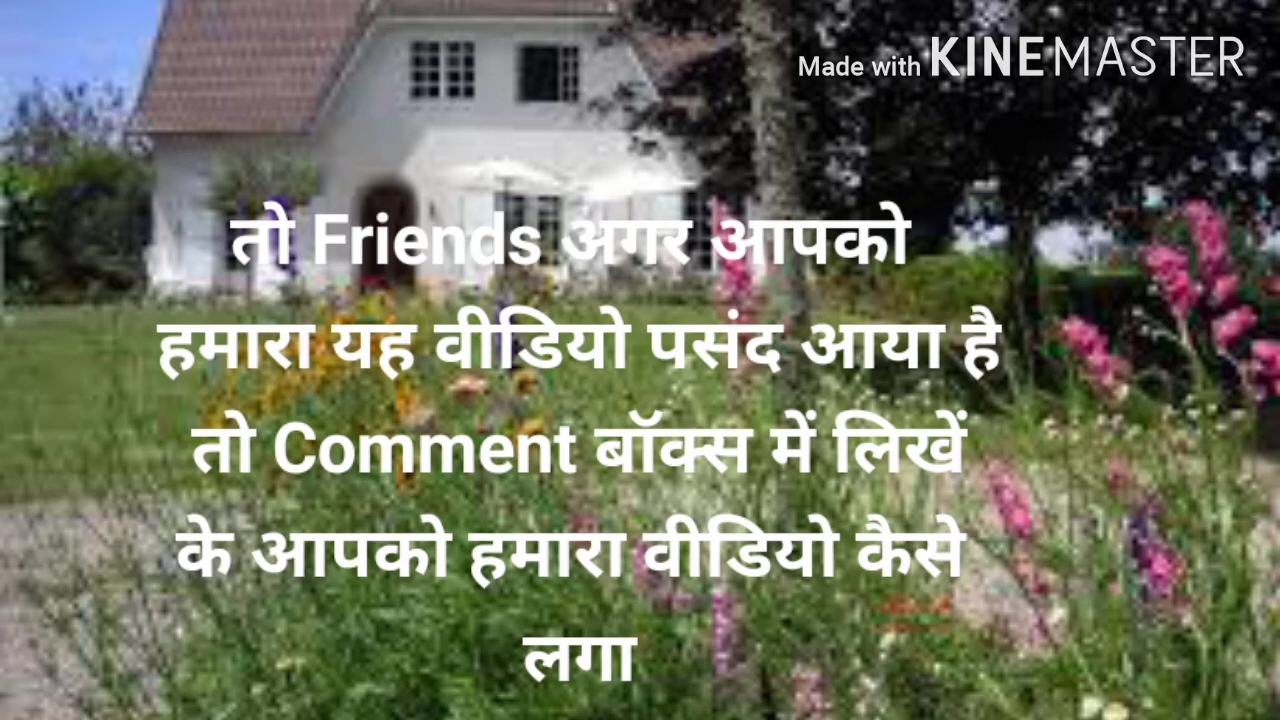 Made with KINEMASTER
तो Friends अगर आपको
हमारा यह वीडियो पसंद आया है
तो Comment बॉक्स में लिखें
के आपको हमारा वीडियो कैसे
लगा